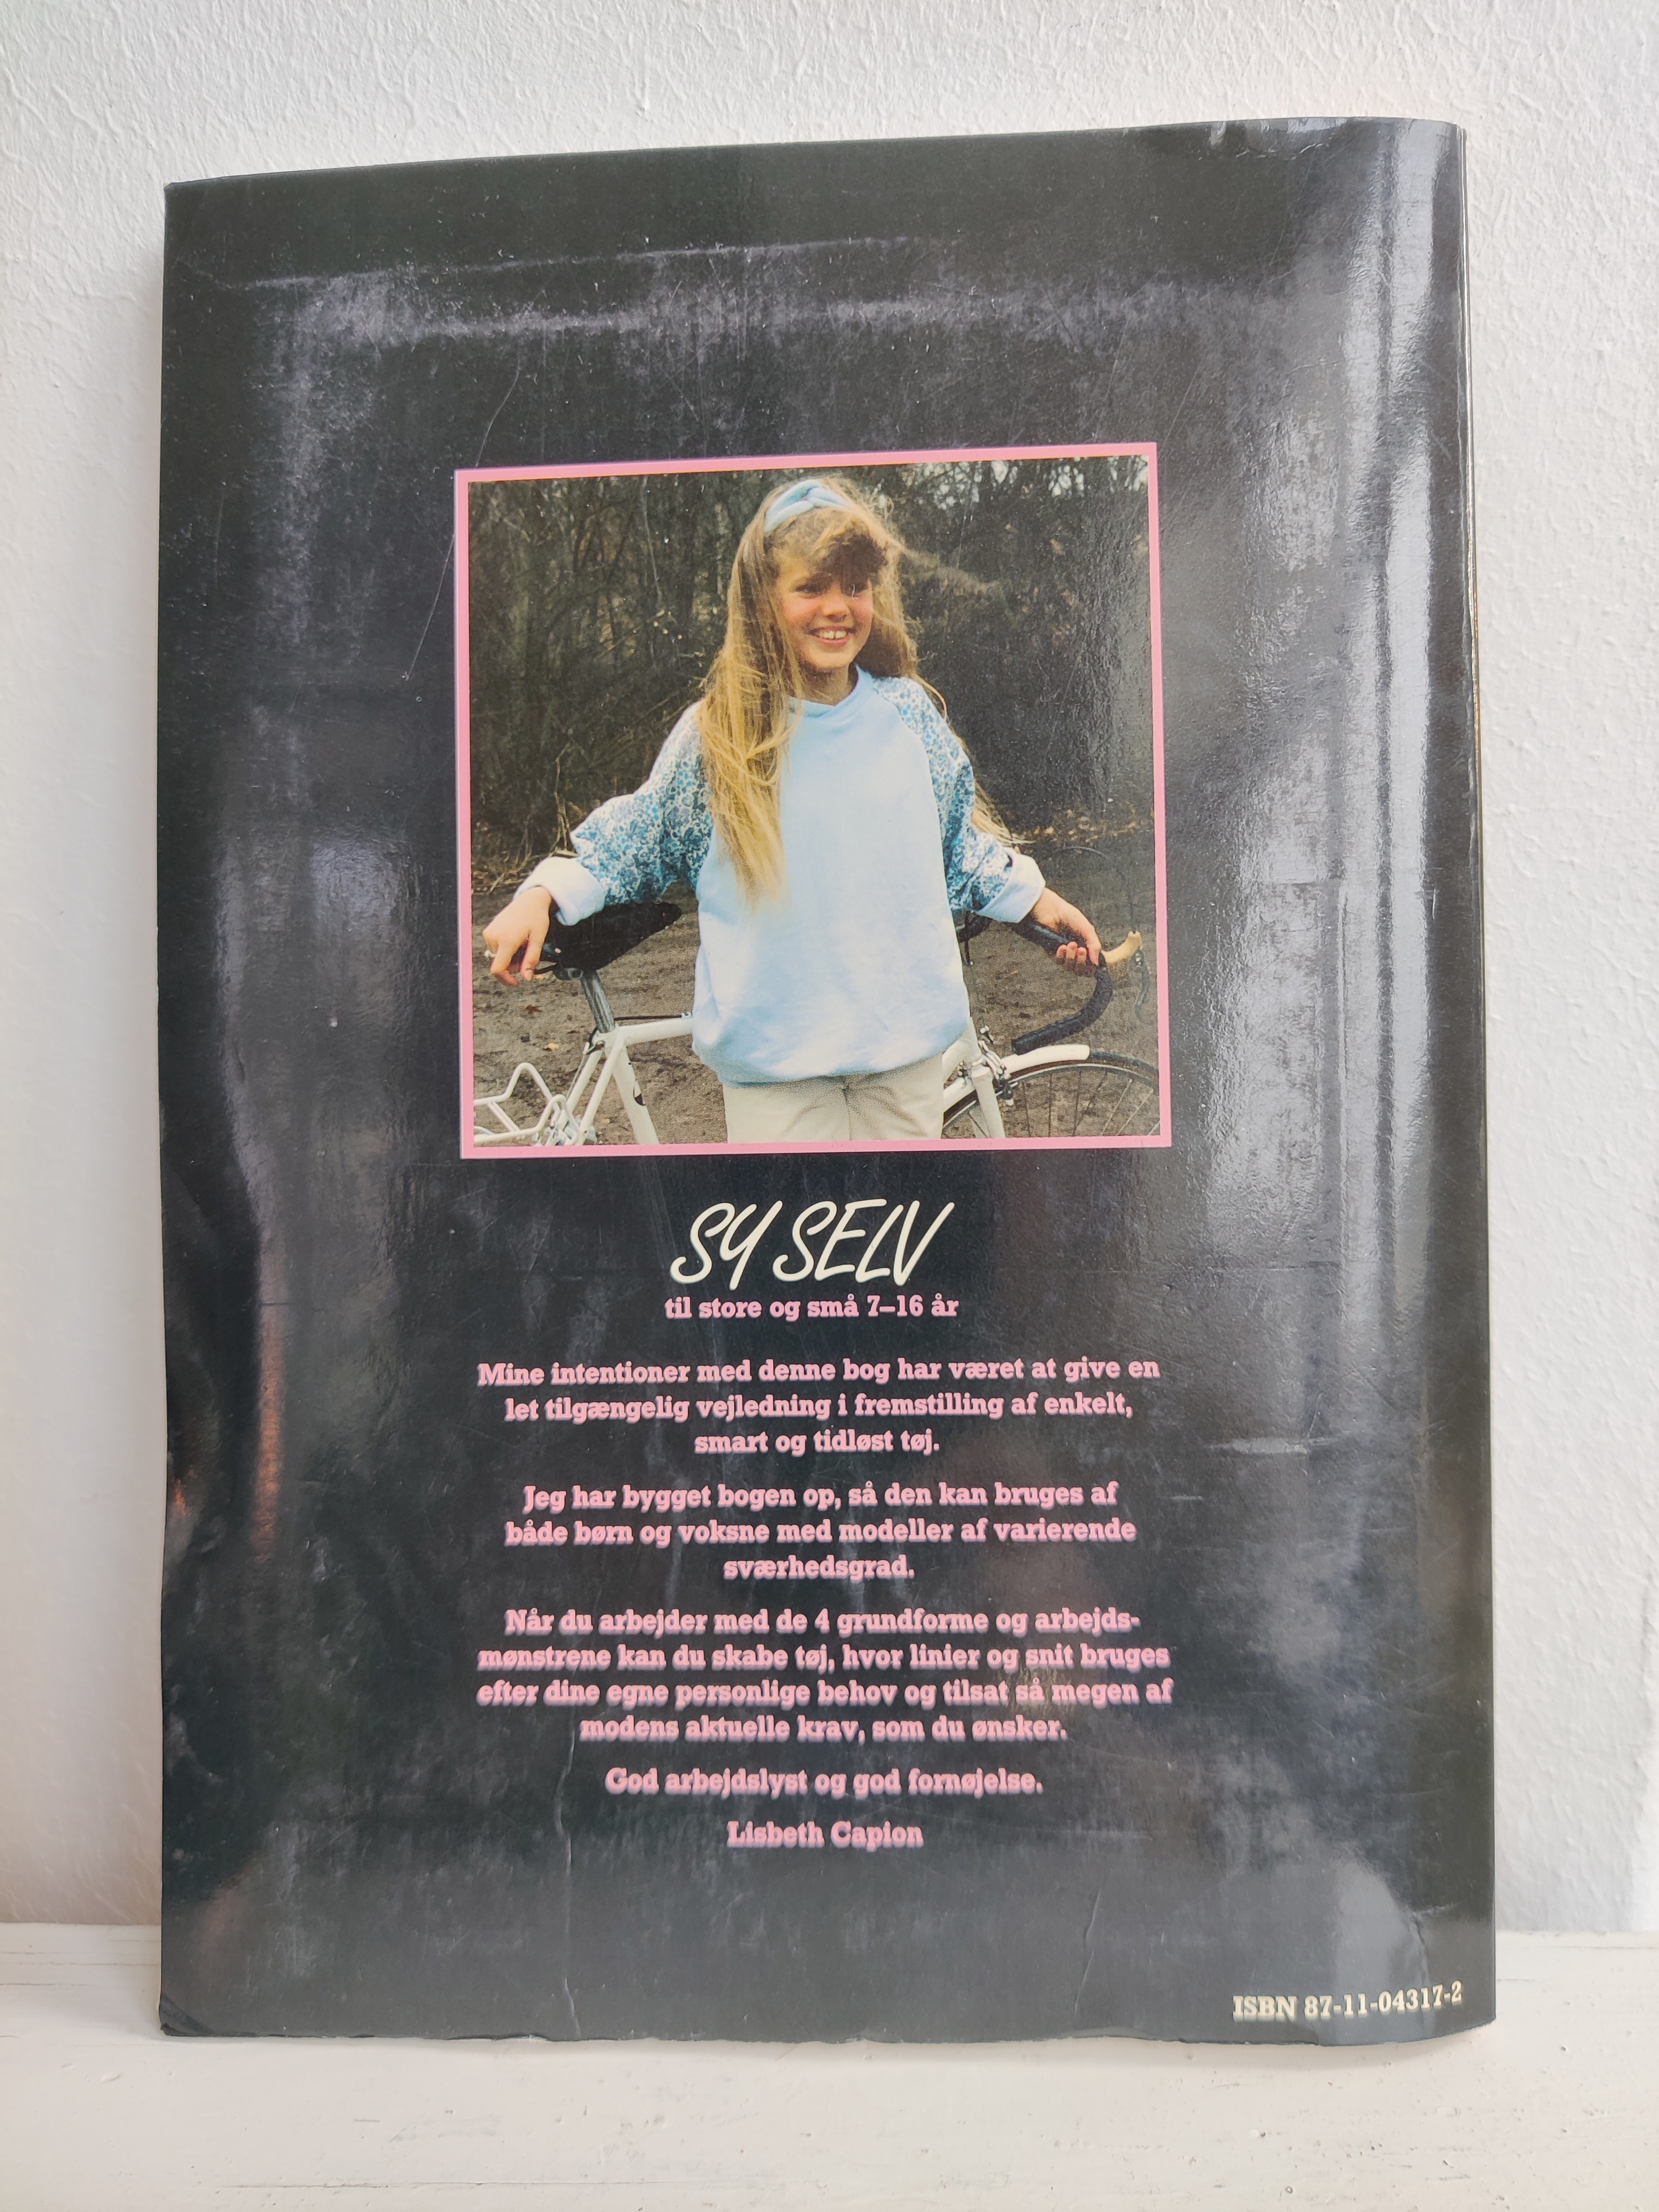 SY SELV
til store og små 7–16 år
Mine intentioner med denne bog har været at give en
let tilgængelig vejledning i fremstilling af enkelt,
smart og tidløst tøj.
Jeg har bygget bogen op, så den kan bruges af
både børn og voksne med modeller af varierende
sværhedsgrad.
Når du arbejder med de 4 grundforme og arbejds-
mønstrene kan du skabe tøj, hvor linier og snit bruges
efter dine egne personlige behov og tilsat så megen af
modens aktuelle krav, som du ønsker.
God arbejdslyst og god fornøjelse.
Lisbeth Capion
ISBN 87-11-04317-2